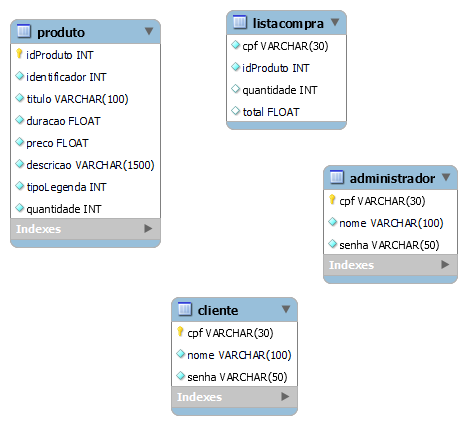 produto
idProduto INT
identificador INT
titulo VARCHAR(100)
duracao FLOAT
preco FLOAT
descricao VARCHAR(1500)
tipoLegenda INT
quantidade INT
Indexes
listacompra
cpf VARCHAR(30)
idProduto INT
quantidade INT
total FLOAT
administrador
cpf VARCHAR(30)
nome VARCHAR(100)
senha VARCHAR(50)
Indexes
cliente
cpf VARCHAR(30)
nome VARCHAR(100)
senha VARCHAR(50)
Indexes